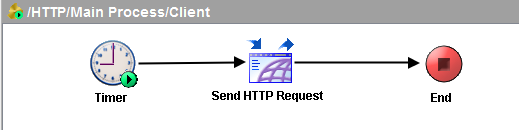 /HTTP/Main Process/Client
Timer
Send HTTP Request
End